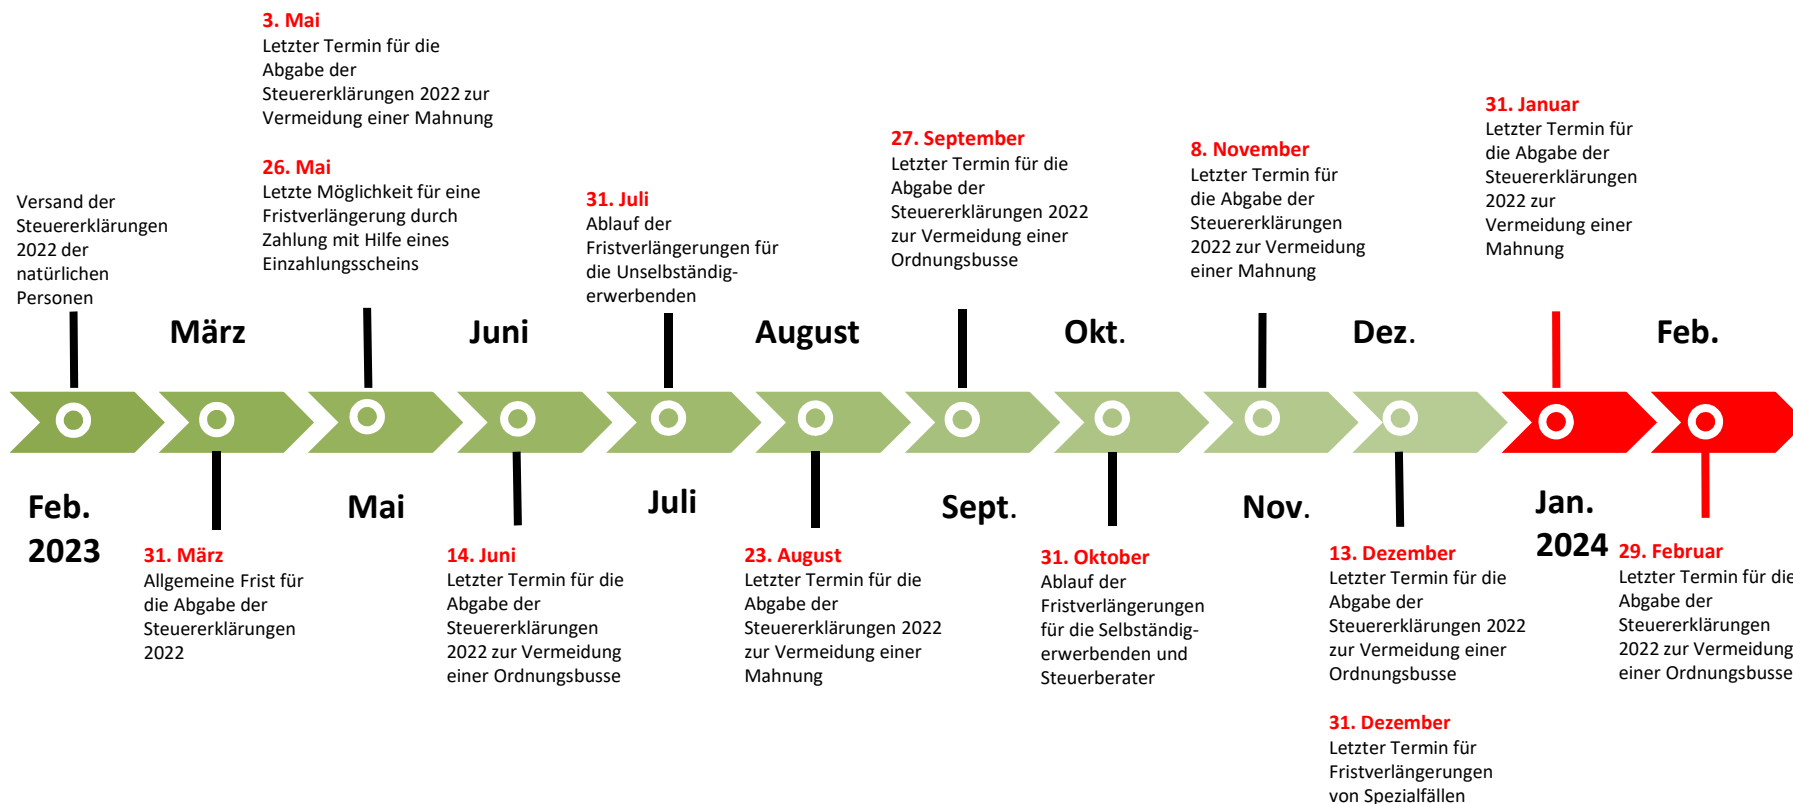 3. Mai
Letzter Termin für die
Abgabe der
Steuererklärungen 2022 zur
Vermeidung einer Mahnung
26. Mai
Letzte Möglichkeit für eine
Fristverlängerung durch
Zahlung mit Hilfe eines
Einzahlungsscheins
Versand der
Steuererklärungen
2022 der
natürlichen
Personen
31. Juli
Ablauf der
Fristverlängerungen für
die Unselbständig-
erwerbenden
27. September
Letzter Termin für die
Abgabe der
Steuererklärungen 2022
zur Vermeidung einer
Ordnungsbusse
8. November
Letzter Termin für
die Abgabe der
Steuererklärungen
2022 zur Vermeidung
einer Mahnung
31. Januar
Letzter Termin für
die Abgabe der
Steuererklärungen
2022 zur
Vermeidung einer
Mahnung
März
Juni
August
Okt.
Dez.
Feb.
Feb.
2023
Mai
Juli
Sept.
Nov.
Jan.
2024
31. März
Allgemeine Frist für
die Abgabe der
Steuererklärungen
2022
14. Juni
Letzter Termin für die
Abgabe der
Steuererklärungen
2022 zur Vermeidung
einer Ordnungsbusse
23. August
Letzter Termin für die
Abgabe der
Steuererklärungen 2022
zur Vermeidung einer
Mahnung
31. Oktober
Ablauf der
Fristverlängerungen
für die Selbständig-
erwerbenden und
Steuerberater
13. Dezember
Letzter Termin für die
Abgabe der
Steuererklärungen 2022
zur Vermeidung einer
Ordnungsbusse
31. Dezember
Letzter Termin für
Fristverlängerungen
von Spezialfällen
29. Februar
Letzter Termin für die
Abgabe der
Steuererklärungen
2022 zur Vermeidung
einer Ordnungsbusse